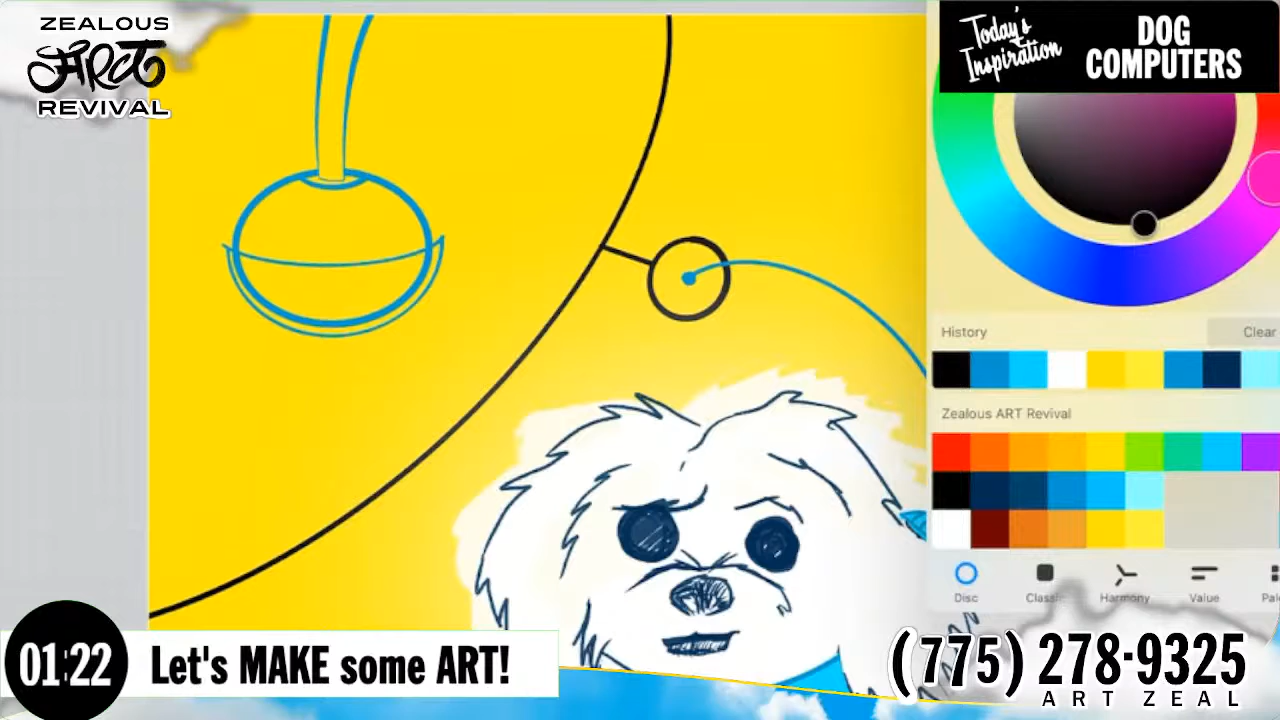 ZEALOUS
ART
REVIVAL
Today's
Inspiration
DOG
COMPUTERS
History
Clear
Zealous ART Revival
Disc
Classic
Harmony
Value
01:22
Let's MAKE some ART!
(775) 278-9325
ART ZEAL